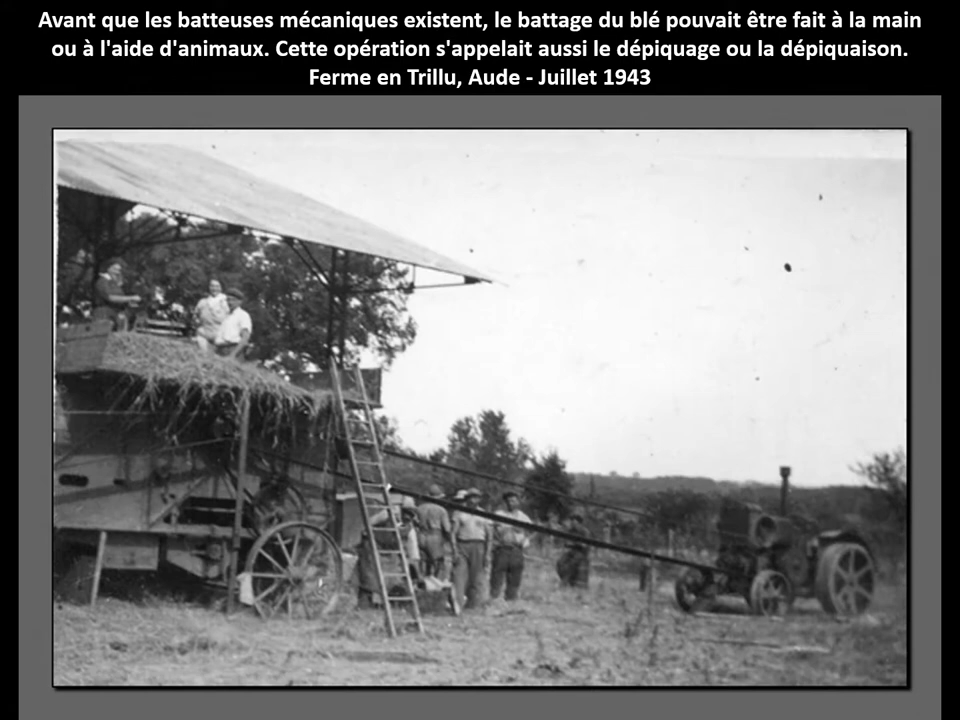 Avant que les batteuses mécaniques existent, le battage du blé pouvait être fait à la main
ou à l'aide d'animaux. Cette opération s'appelait aussi le dépiquage ou la dépiquaison.
Ferme en Trillu, Aude - Juillet 1943